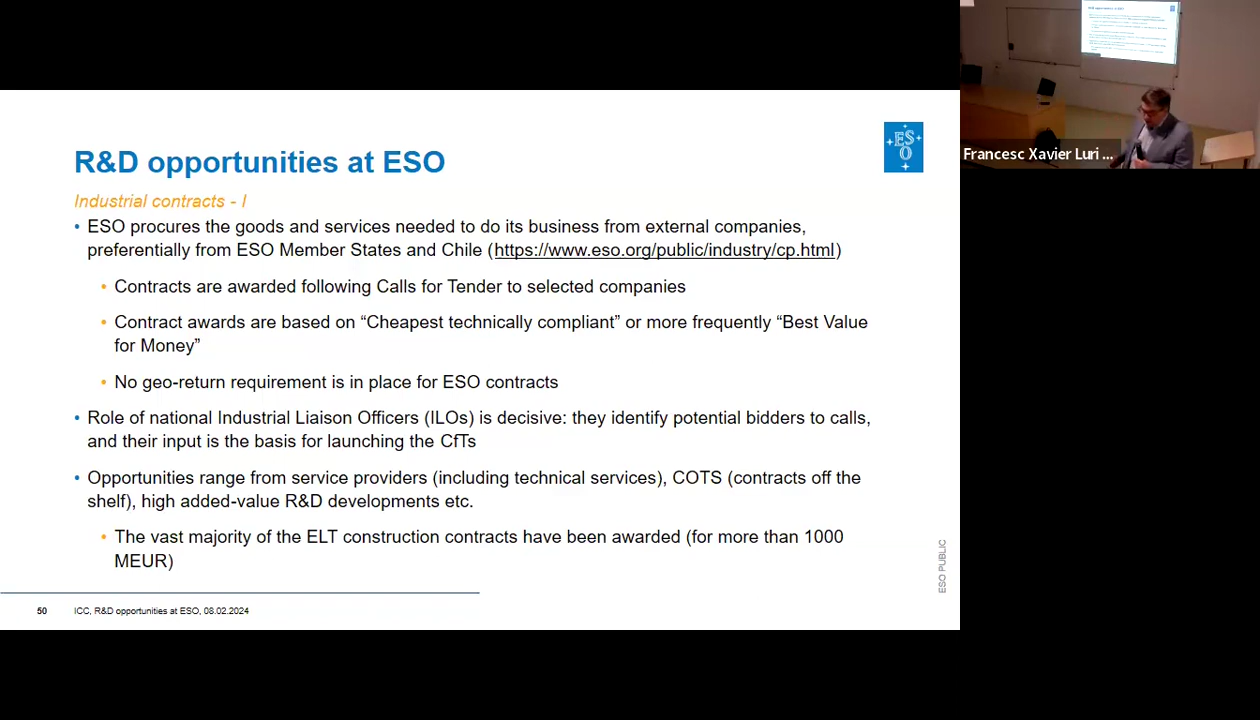 R&D opportunities at ESO
ES
O
Industrial contracts - I
• ESO procures the goods and services needed to do its business from external companies,
preferentially from ESO Member States and Chile (https://www.eso.org/public/industry/cp.html)
• Contracts are awarded following Calls for Tender to selected companies
• Contract awards are based on “Cheapest technically compliant” or more frequently “Best Value
for Money”
• No geo-return requirement is in place for ESO contracts
• Role of national Industrial Liaison Officers (ILOs) is decisive: they identify potential bidders to calls,
and their input is the basis for launching the CfTs
• Opportunities range from service providers (including technical services), COTS (contracts off the
shelf), high added-value R&D developments etc.
• The vast majority of the ELT construction contracts have been awarded (for more than 1000
MEUR)
ESO PUBLIC
50 ICC, R&D opportunities at ESO, 08.02.2024
Francesc Xavier Luri ...